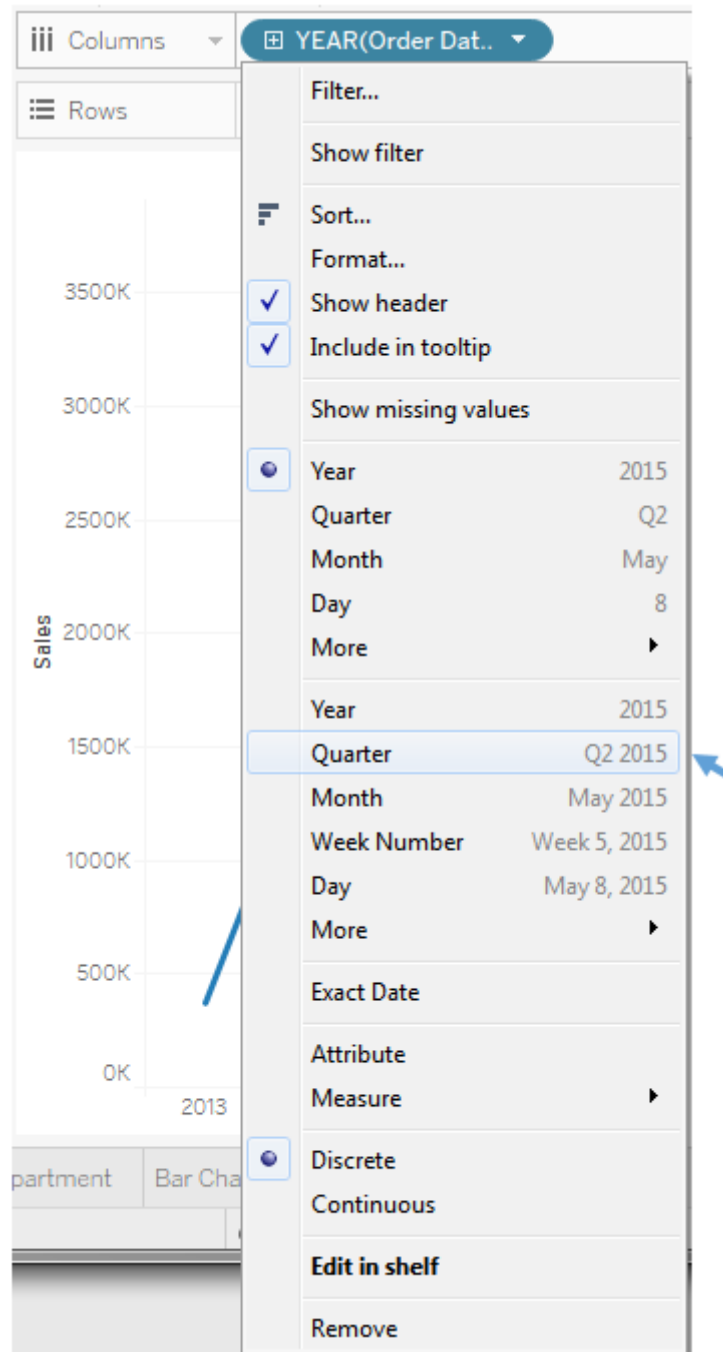 Columns
YEAR(Order Dat..
Rows
Filter...
Show filter
Sort...
Format...
Show header
Include in tooltip
Show missing values
Year 2015
Quarter Q2
Month May
Day 8
More
Year 2015
Quarter Q2 2015
Month May 2015
Week Number Week 5, 2015
Day May 8, 2015
More
Exact Date
Attribute
Measure
Discrete
Continuous
Edit in shelf
Remove
3500K
3000K
2500K
2000K
1500K
1000K
500K
0K
Sales
2013
partment
Bar Cha